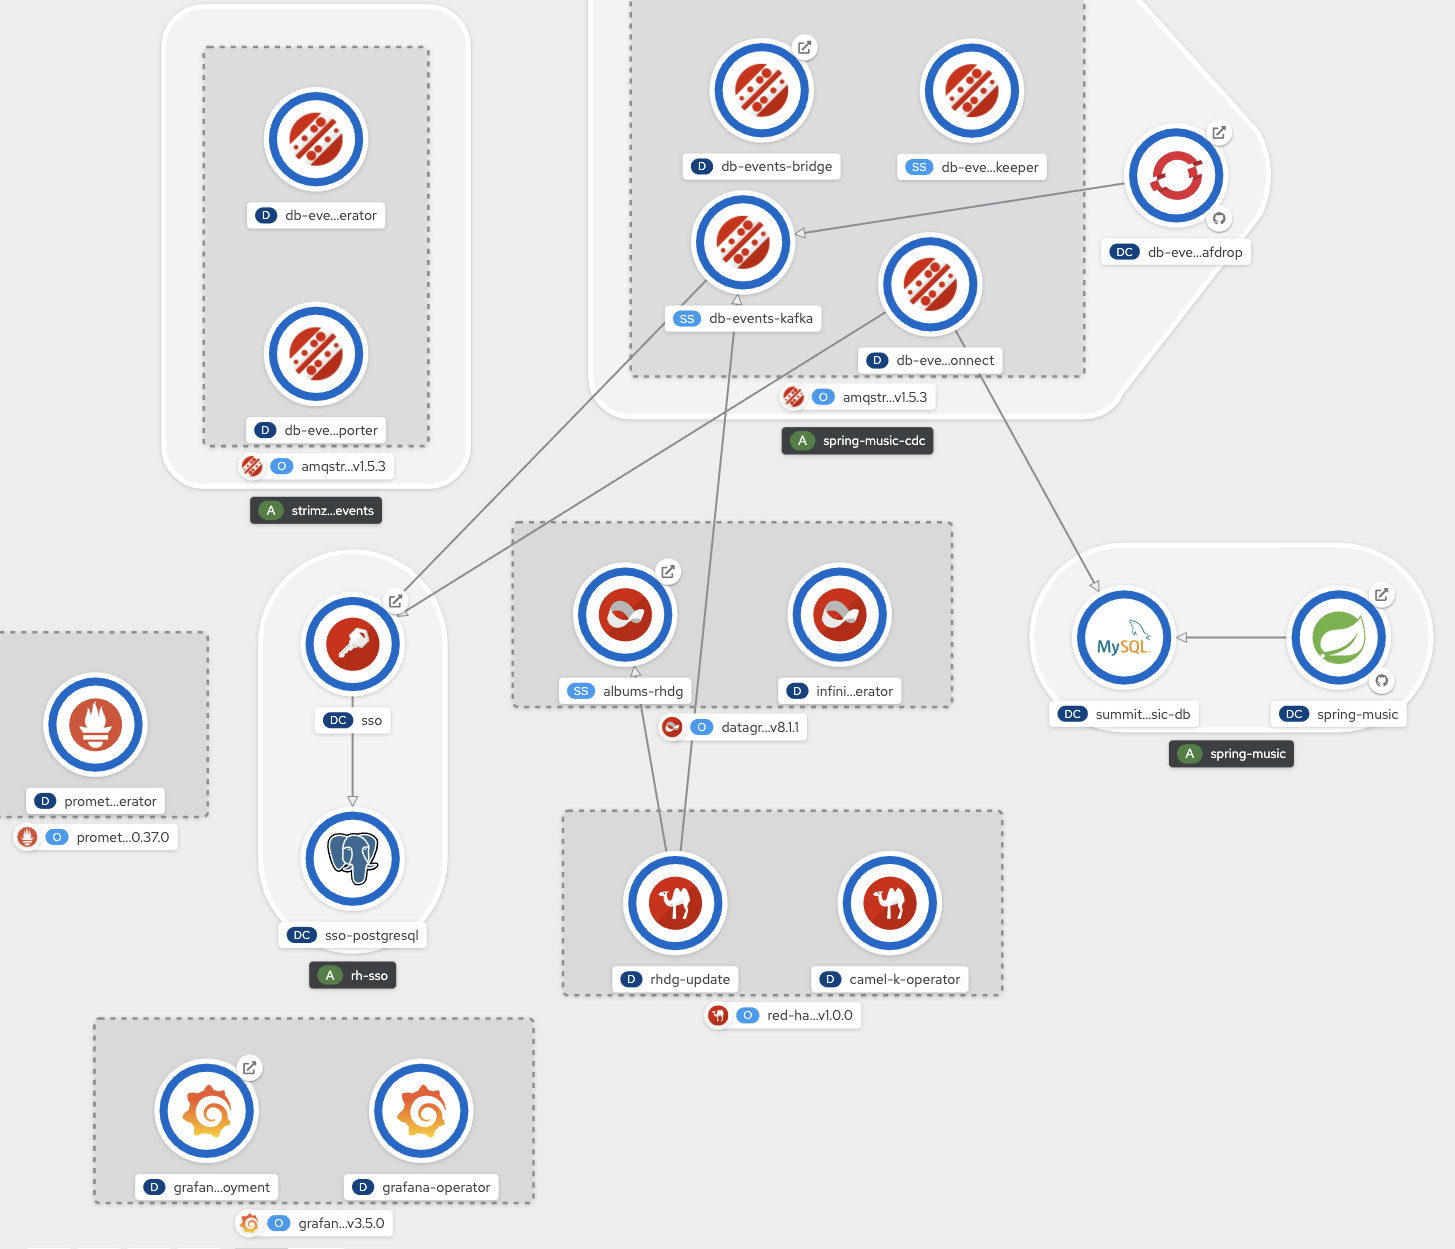 D db-events-bridge
SS db-eve...keeper
D db-eve...erator
DC db-eve...afdrop
SS db-events-kafka
D db-eve...onnect
O amqstr...v1.5.3
A spring-music-cdc
D db-eve...porter
O amqstr...v1.5.3
A strimz...events
MySQL.
SS albums-rhdg
D infini...erator
O datagr...v8.1.1
DC summit...sic-db
DC spring-music
A spring-music
DC sso
D promet...erator
O promet...0.37.0
DC sso-postgresql
A rh-sso
D rhdg-update
D camel-k-operator
O red-ha...v1.0.0
D grafan...oyment
D grafana-operator
O grafan...v3.5.0